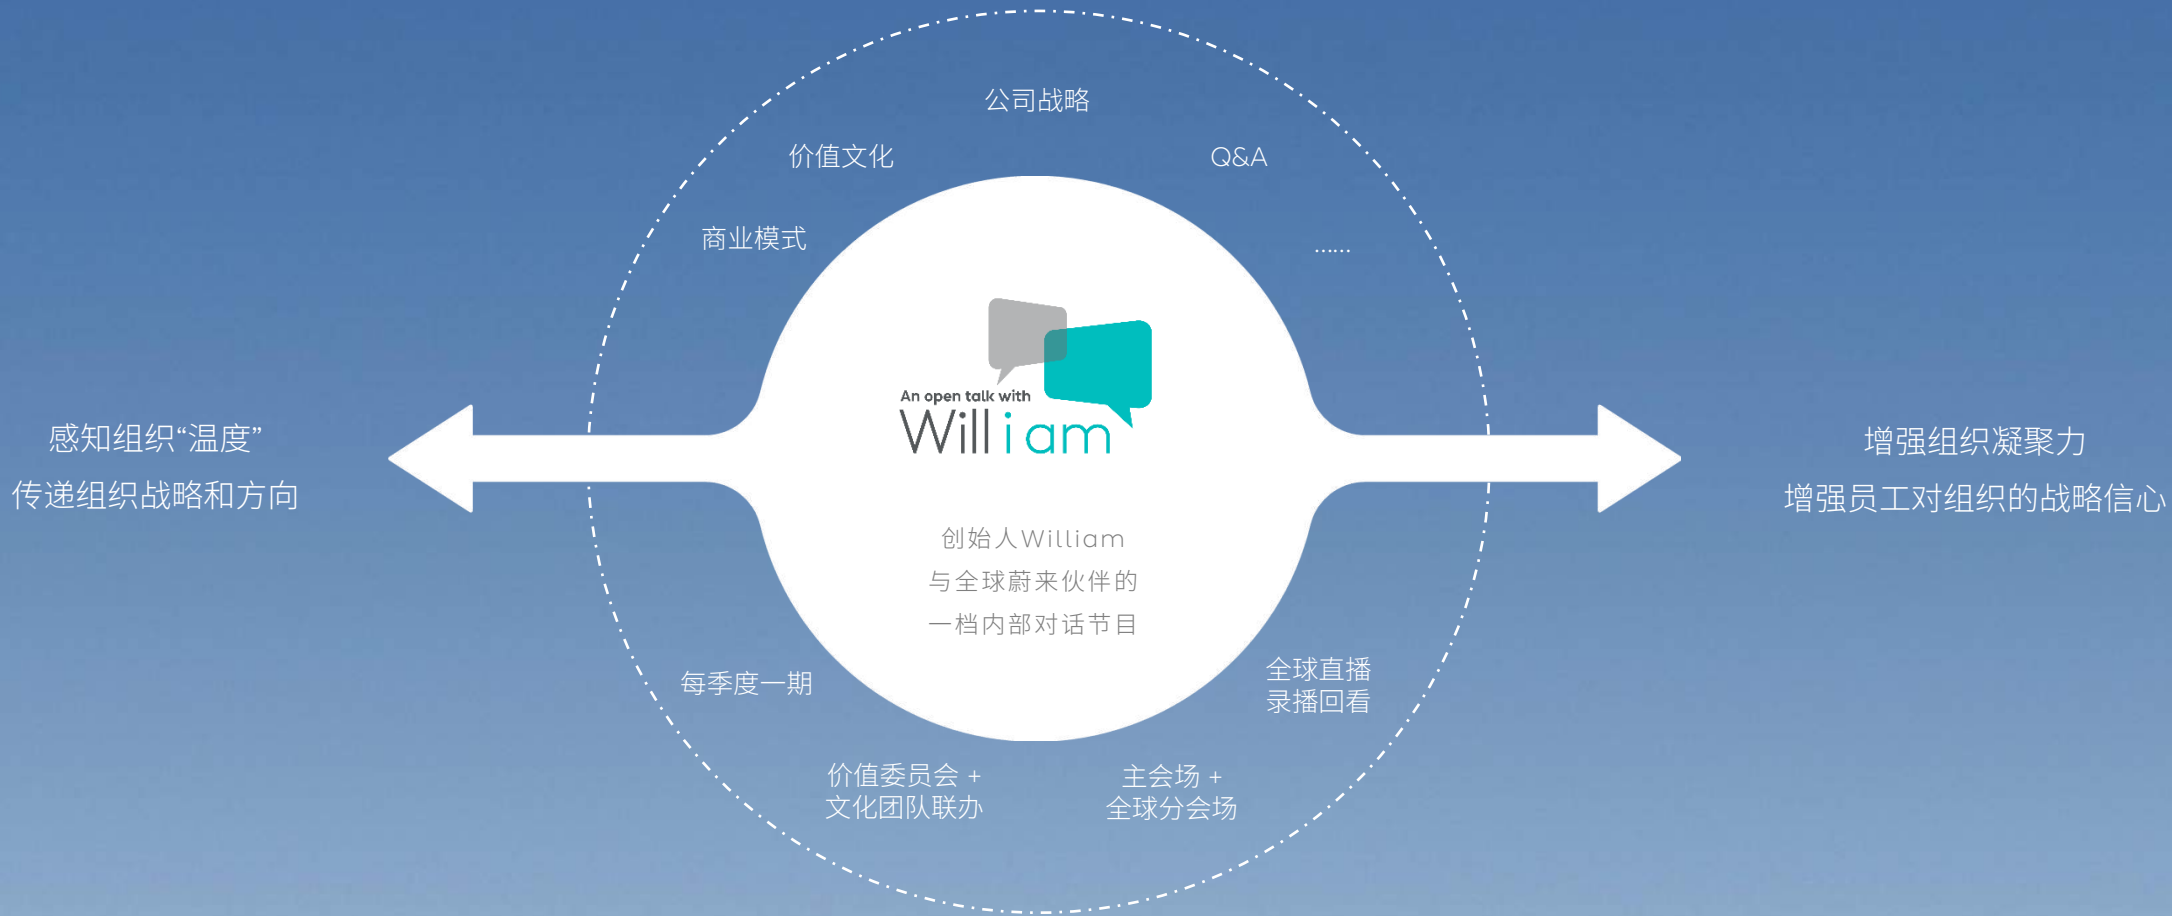 公司战略
价值文化
Q&A
商业模式
……
An open talk with
William
感知组织“温度”
传递组织战略和方向
增强组织凝聚力
增强员工对组织的战略信心
创始人William
与全球蔚来伙伴的
一档内部对话节目
每季度一期
全球直播
录播回看
价值委员会 +
文化团队联办
主会场 +
全球分会场